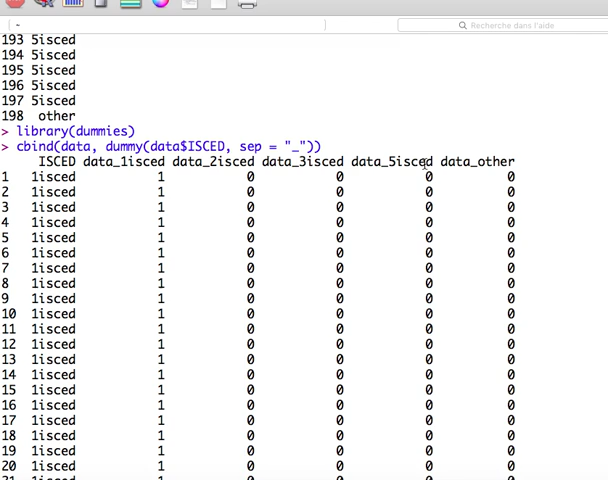 Recherche dans l'aide
193 5isced
194 5isced
195 5isced
196 5isced
197 5isced
198 other
> library(dummies)
> cbind(data, dummy(data$ISCED, sep = "_"))
ISCED data_1isced data_2isced data_3isced data_5isced data_other
1 1isced 1 0 0 0 0
2 1isced 1 0 0 0 0
3 1isced 1 0 0 0 0
4 1isced 1 0 0 0 0
5 1isced 1 0 0 0 0
6 1isced 1 0 0 0 0
7 1isced 1 0 0 0 0
8 1isced 1 0 0 0 0
9 1isced 1 0 0 0 0
10 1isced 1 0 0 0 0
11 1isced 1 0 0 0 0
12 1isced 1 0 0 0 0
13 1isced 1 0 0 0 0
14 1isced 1 0 0 0 0
15 1isced 1 0 0 0 0
16 1isced 1 0 0 0 0
17 1isced 1 0 0 0 0
18 1isced 1 0 0 0 0
19 1isced 1 0 0 0 0
20 1isced 1 0 0 0 0